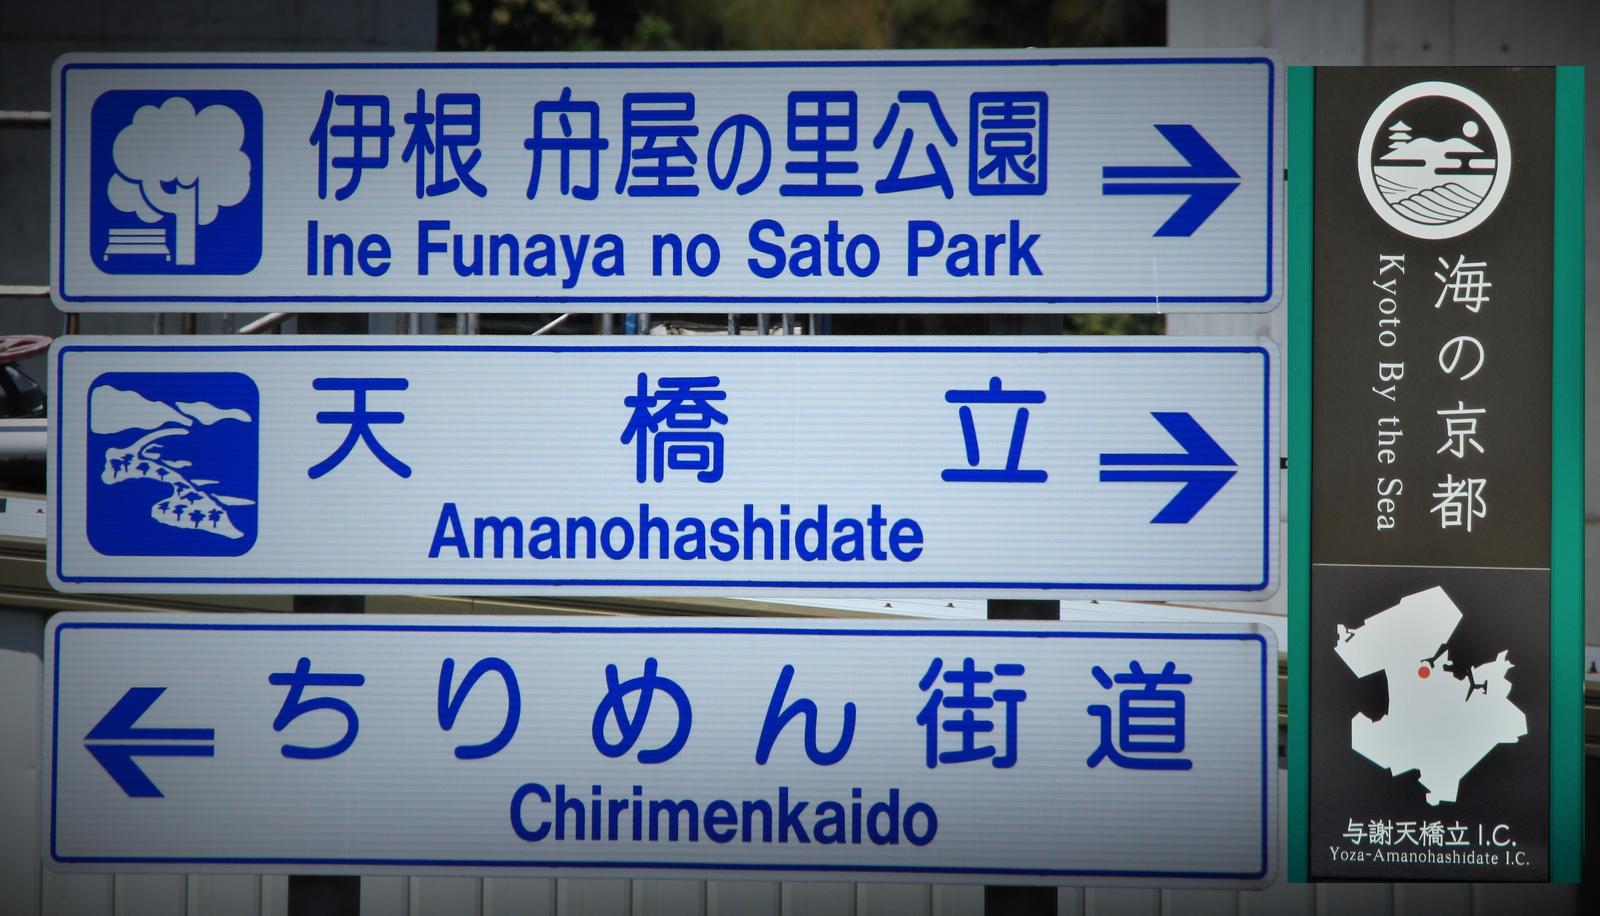 伊根 舟屋の里公園
Ine Funaya no Sato Park
天橋立
Amanohashidate
ちりめん街道
Chirimenkaido
海の京都
Kyoto By the Sea
与謝天橋立 I.C.
Yoza-Amanohashidate I.C.